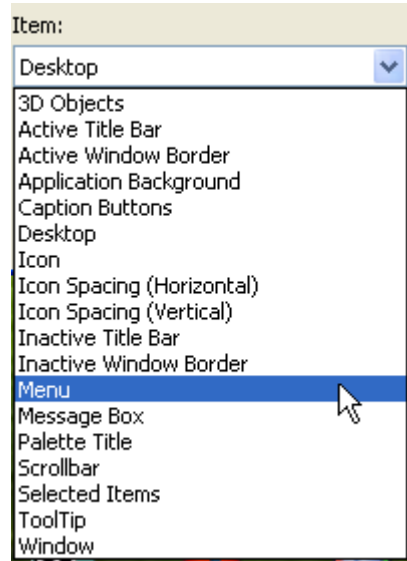 Item:
Desktop
3D Objects
Active Title Bar
Active Window Border
Application Background
Caption Buttons
Desktop
Icon
Icon Spacing (Horizontal)
Icon Spacing (Vertical)
Inactive Title Bar
Inactive Window Border
Menu
Message Box
Palette Title
Scrollbar
Selected Items
ToolTip
Window